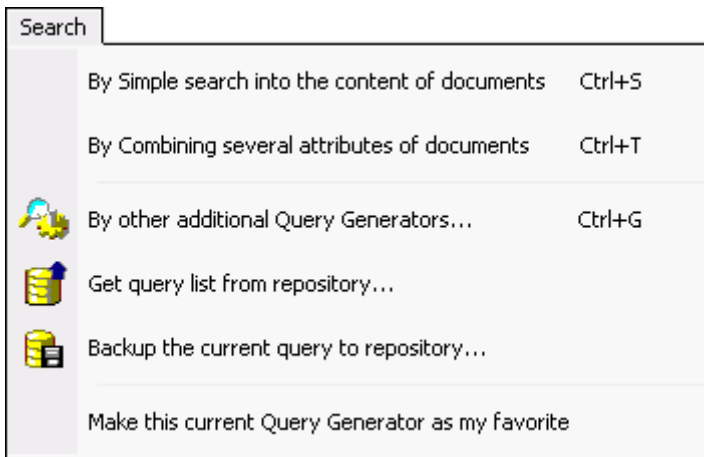 Search
By Simple search into the content of documents Ctrl+S
By Combining several attributes of documents Ctrl+T
By other additional Query Generators... Ctrl+G
Get query list from repository...
Backup the current query to repository...
Make this current Query Generator as my favorite